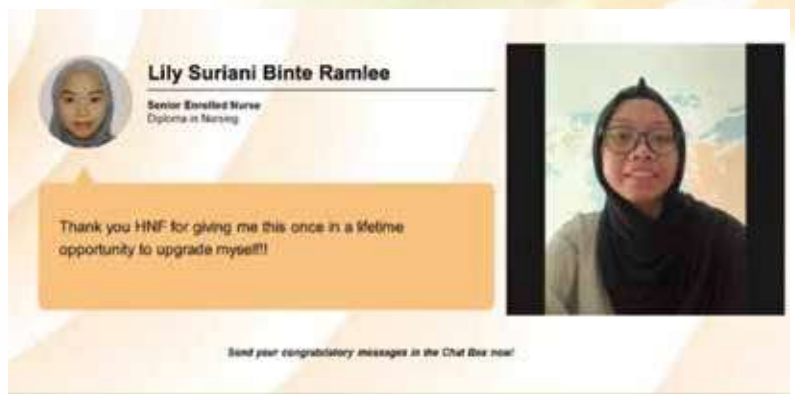 Lily Suriani Binte Ramlee
Senior Enrolled Nurse
Diploma in Nursing
Thank you HNF for giving me this once in a lifetime
opportunity to upgrade myself!!
Send your congratulatory messages in the Chat Box now!